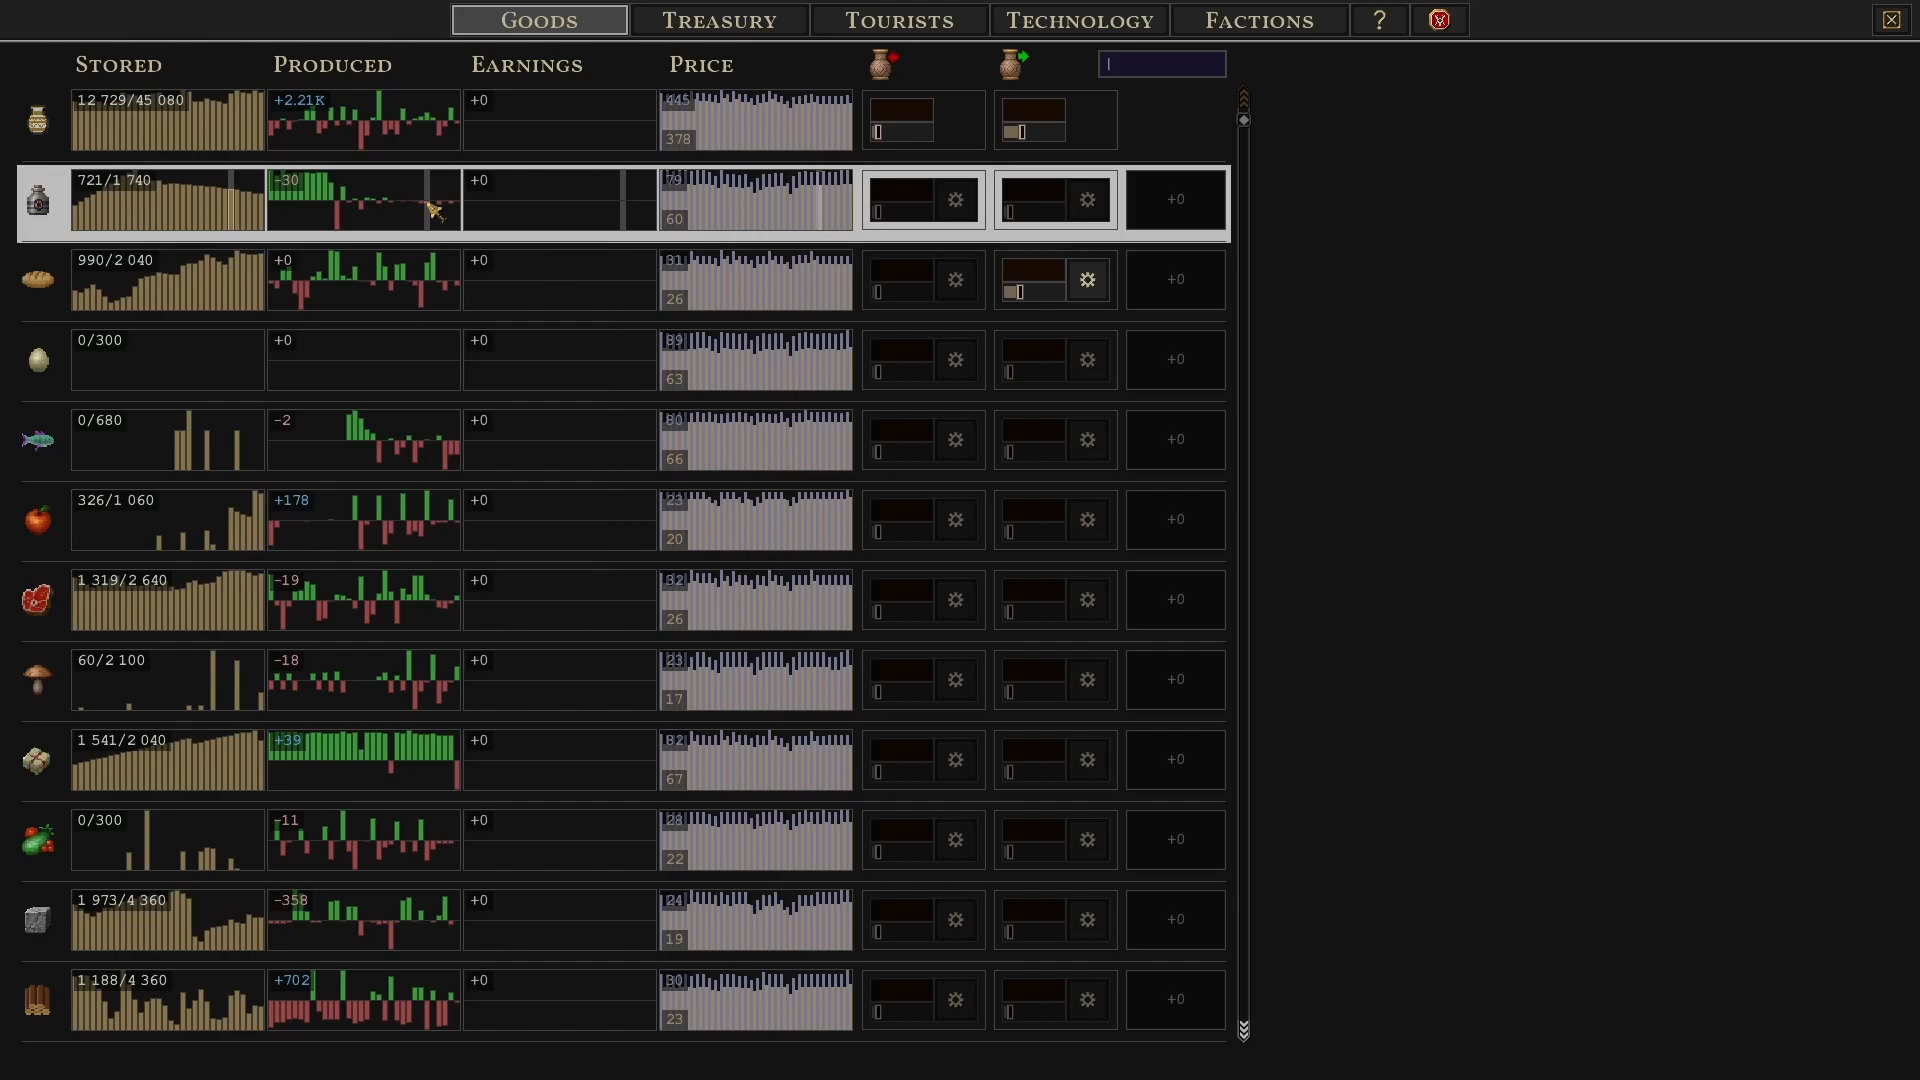 Goods Treasury Tourists Technology Factions ?
Stored Produced Earnings Price
12 729/45 080 +2.21K +0 445
378
721/1 740 -30 +0 79
60 +0
990/2 040 +0 +0 31
26 +0
0/300 +0 +0 89
63 +0
0/680 -2 +0 80
66 +0
326/1 060 +178 +0 23
20 +0
1 319/2 640 -19 +0 32
26 +0
60/2 100 -18 +0 23
17 +0
1 541/2 040 +39 +0 82
67 +0
0/300 -11 +0 28
22 +0
1 973/4 360 -358 +0 24
19 +0
1 188/4 360 +702 +0 30
23 +0